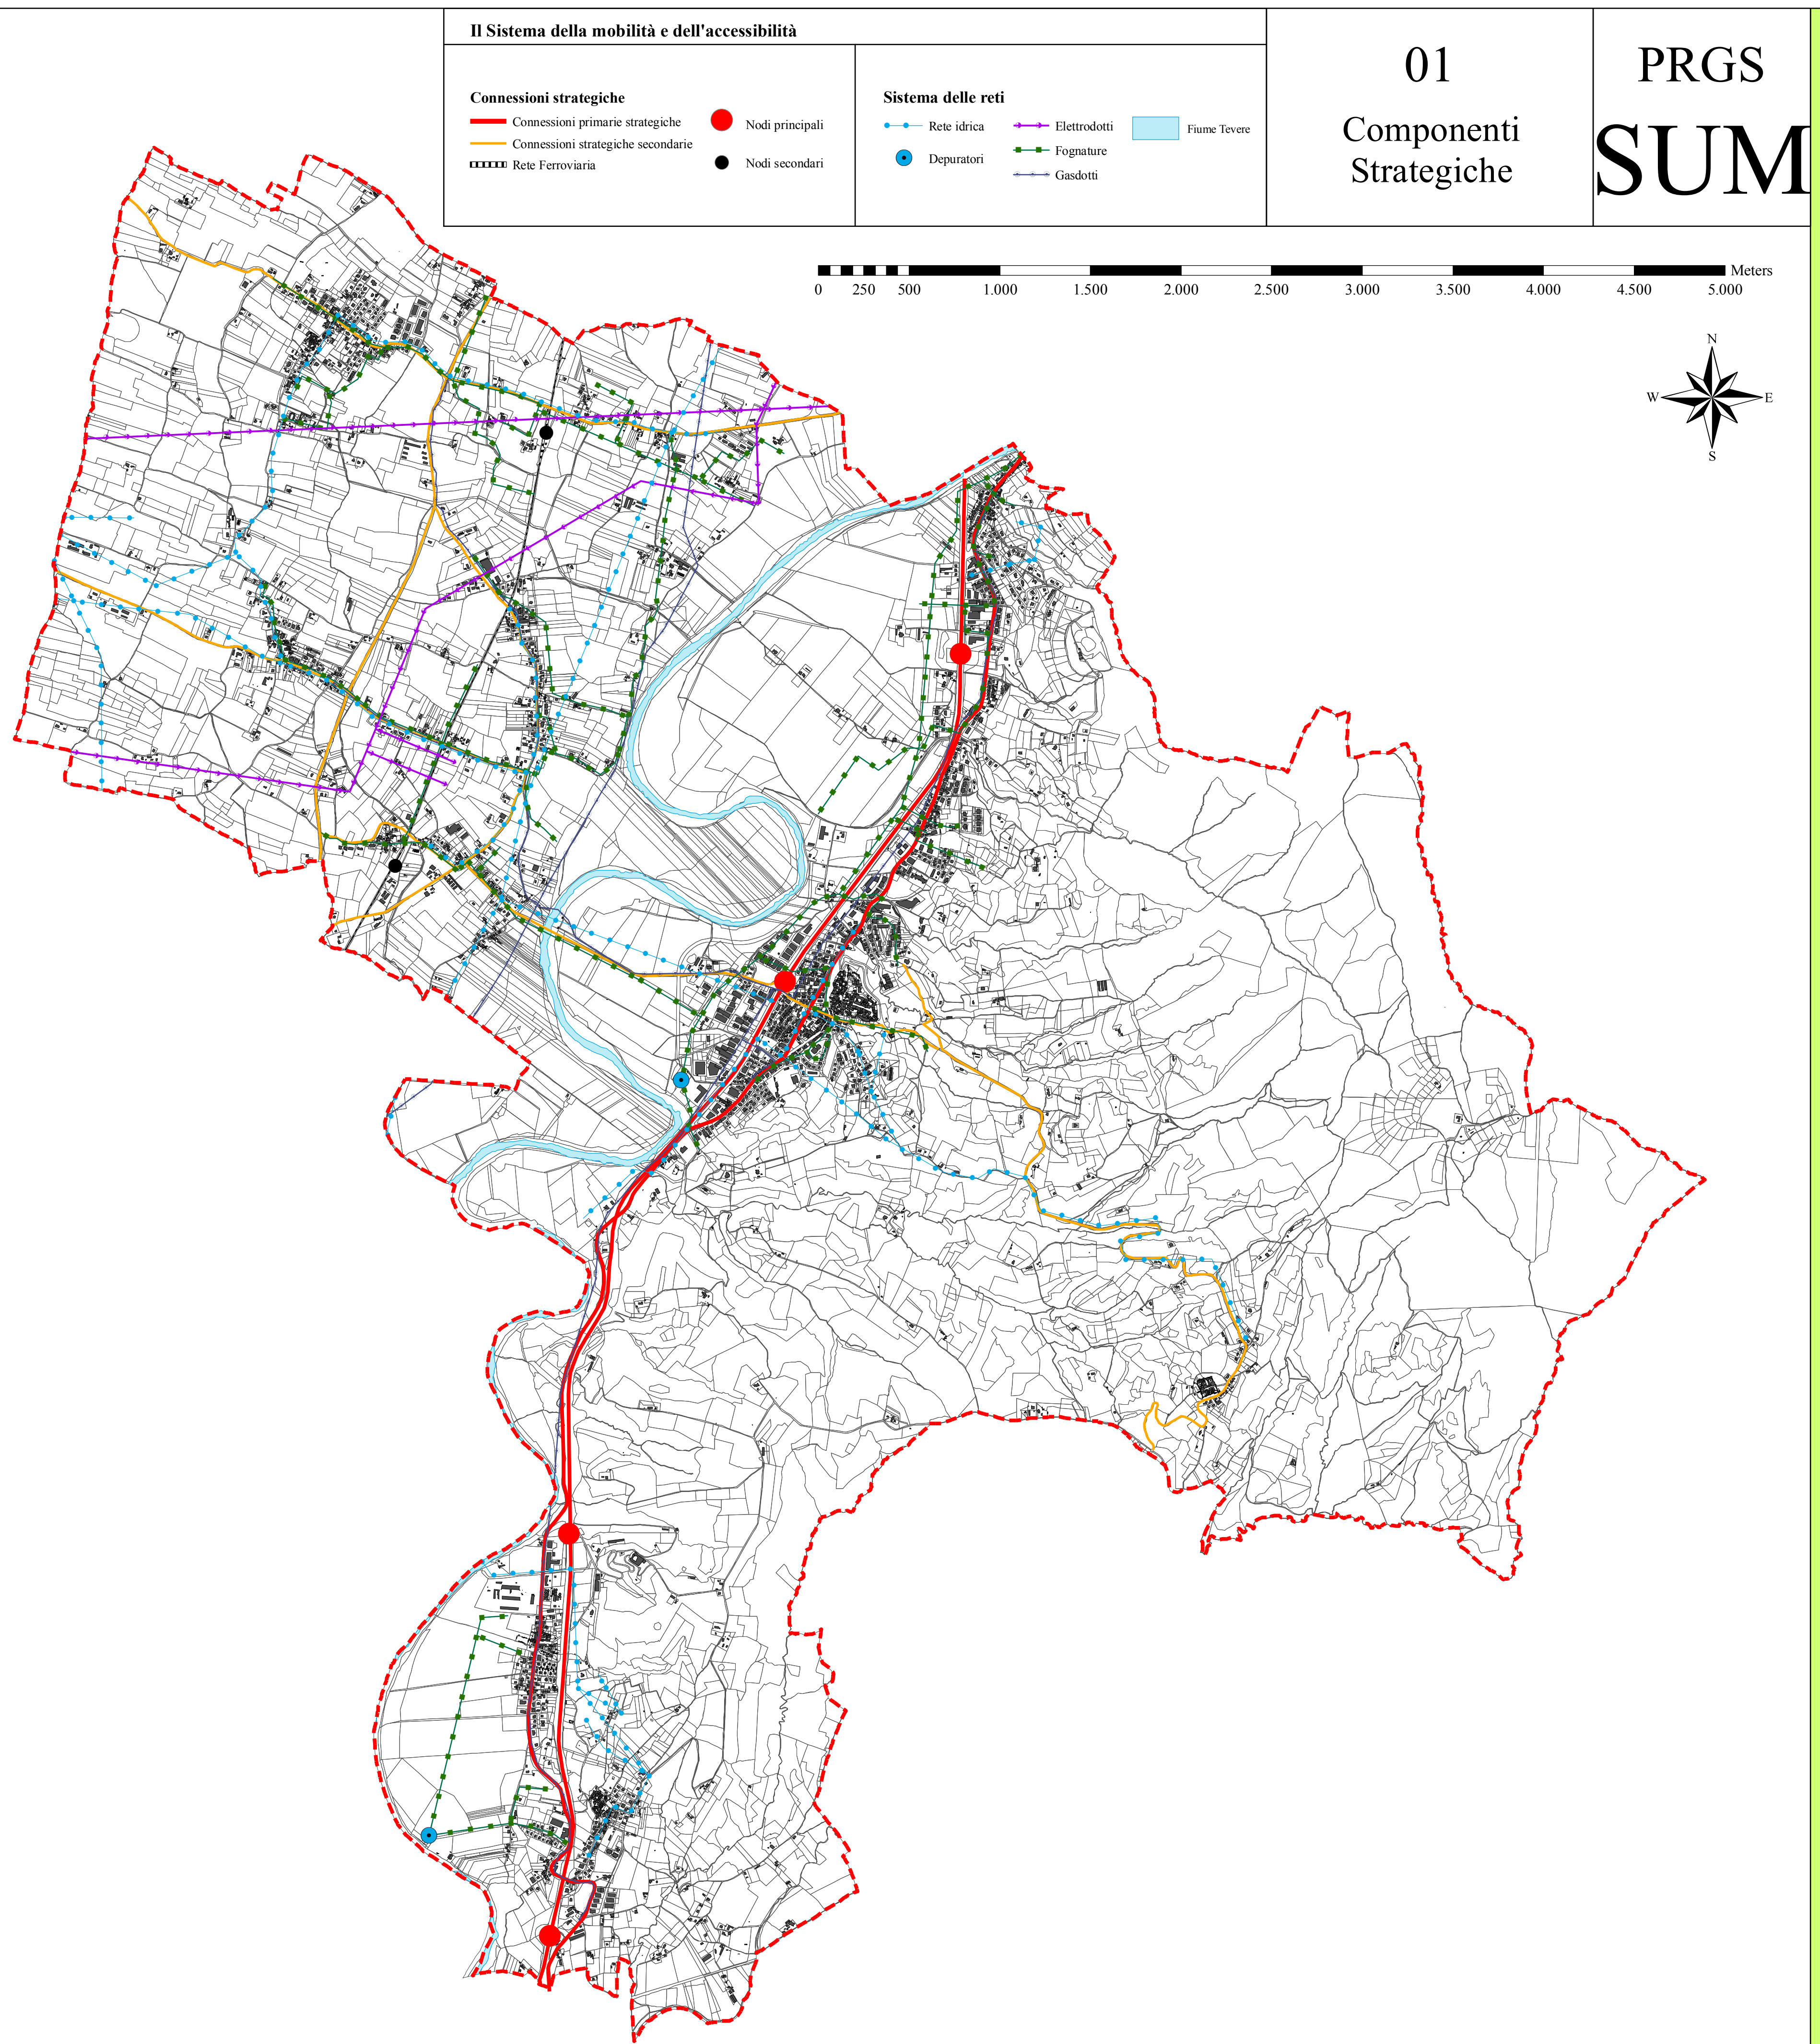 Il Sistema della mobilità e dell'accessibilità
Connessioni strategiche
Connessioni primarie strategiche
Connessioni strategiche secondarie
Rete Ferroviaria
Nodi principali
Nodi secondari
Sistema delle reti
Rete idrica
Depuratori
Elettrodotti
Fognature
Gasdotti
Fiume Tevere
01
Componenti
Strategiche
PRGS
SUM
0 250 500 1.000 1.500 2.000 2.500 3.000 3.500 4.000 4.500 5.000 Meters
N
W E
S